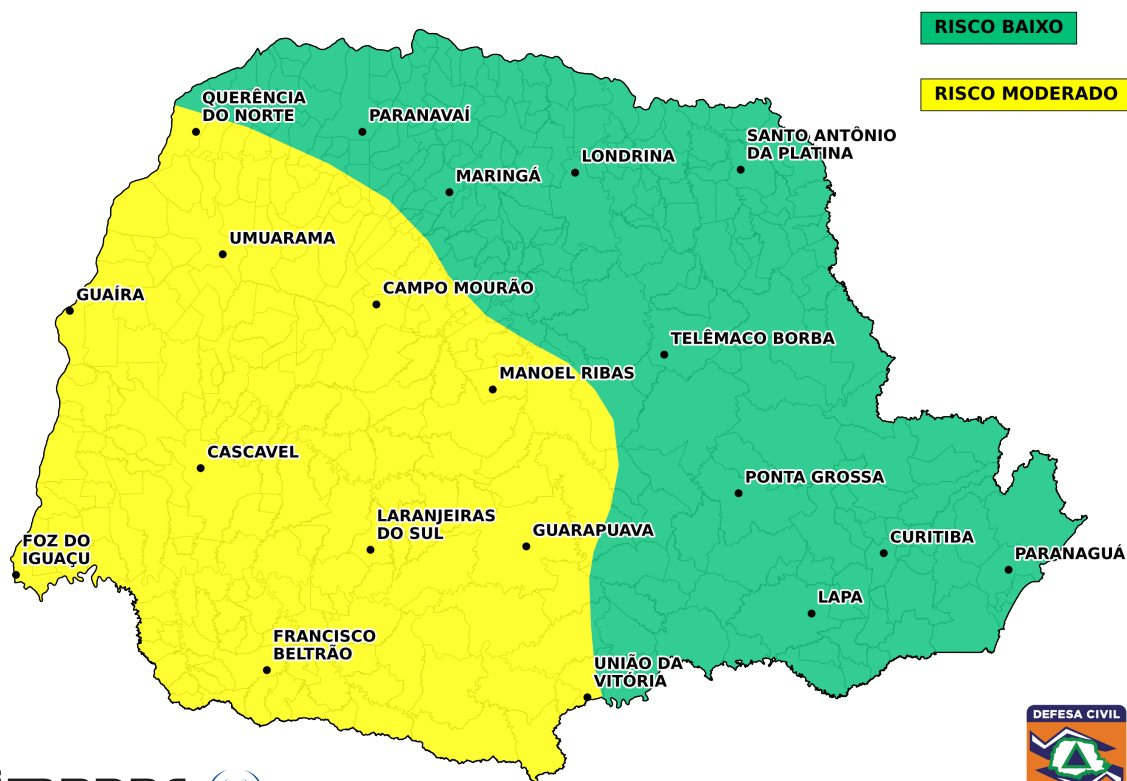 RISCO BAIXO
RISCO MODERADO
QUERÊNCIA
DO NORTE
PARANAVAÍ
SANTO ANTÔNIO
DA PLATINA
LONDRINA
MARINGÁ
UMUARAMA
CAMPO MOURÃO
GUAÍRA
TELÊMACO BORBA
MANOEL RIBAS
CASCAVEL
PONTA GROSSA
LARANJEIRAS
DO SUL
GUARAPUAVA
CURITIBA
FOZ DO
IGUAÇU
PARANAGUÁ
LAPA
FRANCISCO
BELTRÃO
UNIÃO DA
VITÓRIA
DEFESA CIVIL